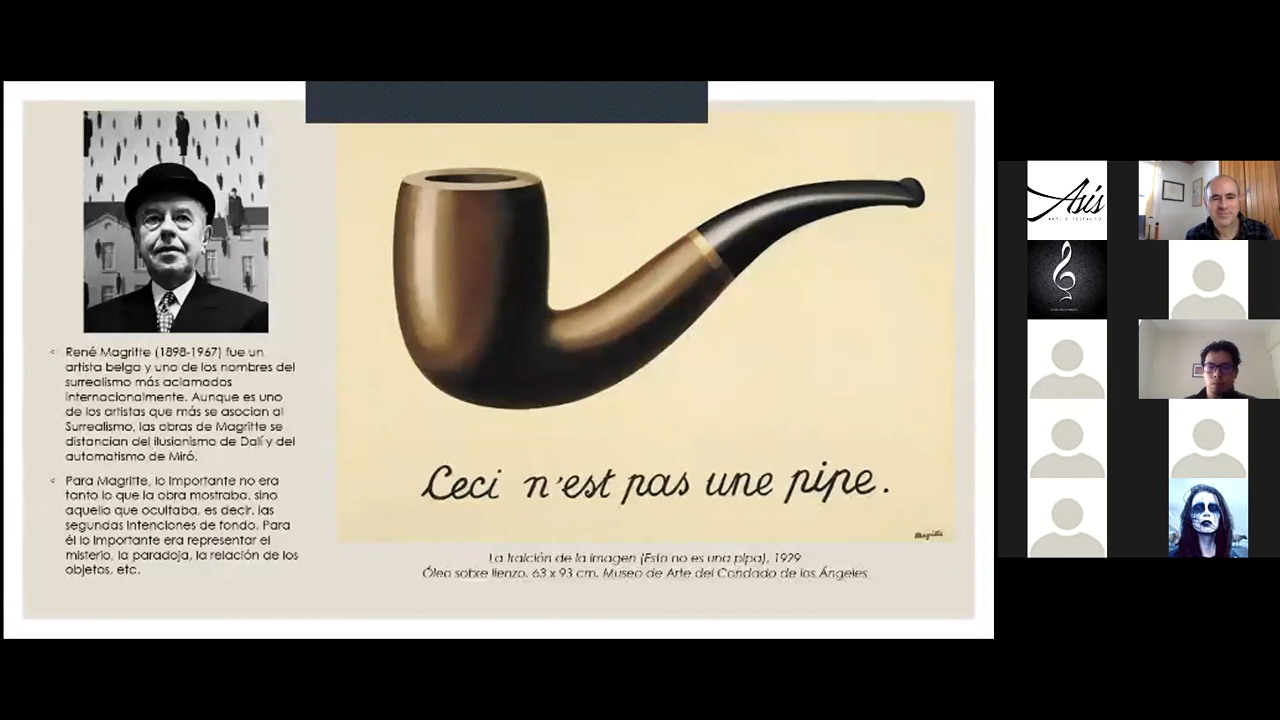 René Magritte (1898-1967) fue un
artista belga y uno de los nombres del
surrealismo más aclamados
internacionalmente. Aunque es uno
de los artistas que más se asocian al
Surrealismo, las obras de Magritte se
distancian del ilusionismo de Dalí y del
automatismo de Miró.
Para Magritte, lo importante no era
tanto lo que la obra mostraba, sino
aquello que ocultaba, es decir, las
segundas intenciones de fondo. Para
él lo importante era representar el
misterio, la paradoja, la relación de los
objetos, etc.
Ceci n'est pas une pipe.
Magritte
La traición de la imagen (Esto no es una pipa), 1929
Óleo sobre lienzo. 63 x 93 cm. Museo de Arte del Condado de los Ángeles
Asís